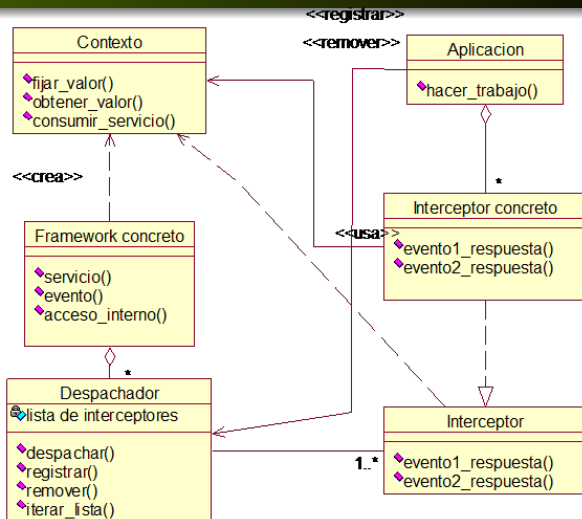 <<registrar>>
<<remover>>
Contexto
fijar_valor()
obtener_valor()
consumir_servicio()
Aplicacion
hacer_trabajo()
<<crea>>
*
Interceptor concreto
evento1_respuesta()
evento2_respuesta()
<<usa>>
Framework concreto
servicio()
evento()
acceso_interno()
*
Despachador
lista de interceptores
despachar()
registrar()
remover()
iterar_lista()
1..*
Interceptor
evento1_respuesta()
evento2_respuesta()